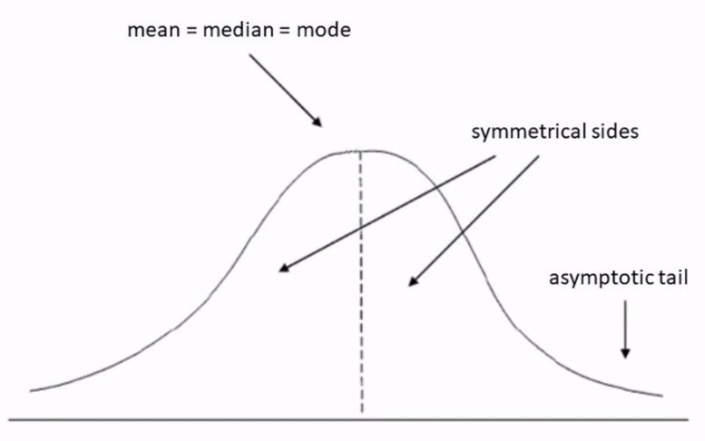 mean = median = mode
symmetrical sides
asymptotic tail